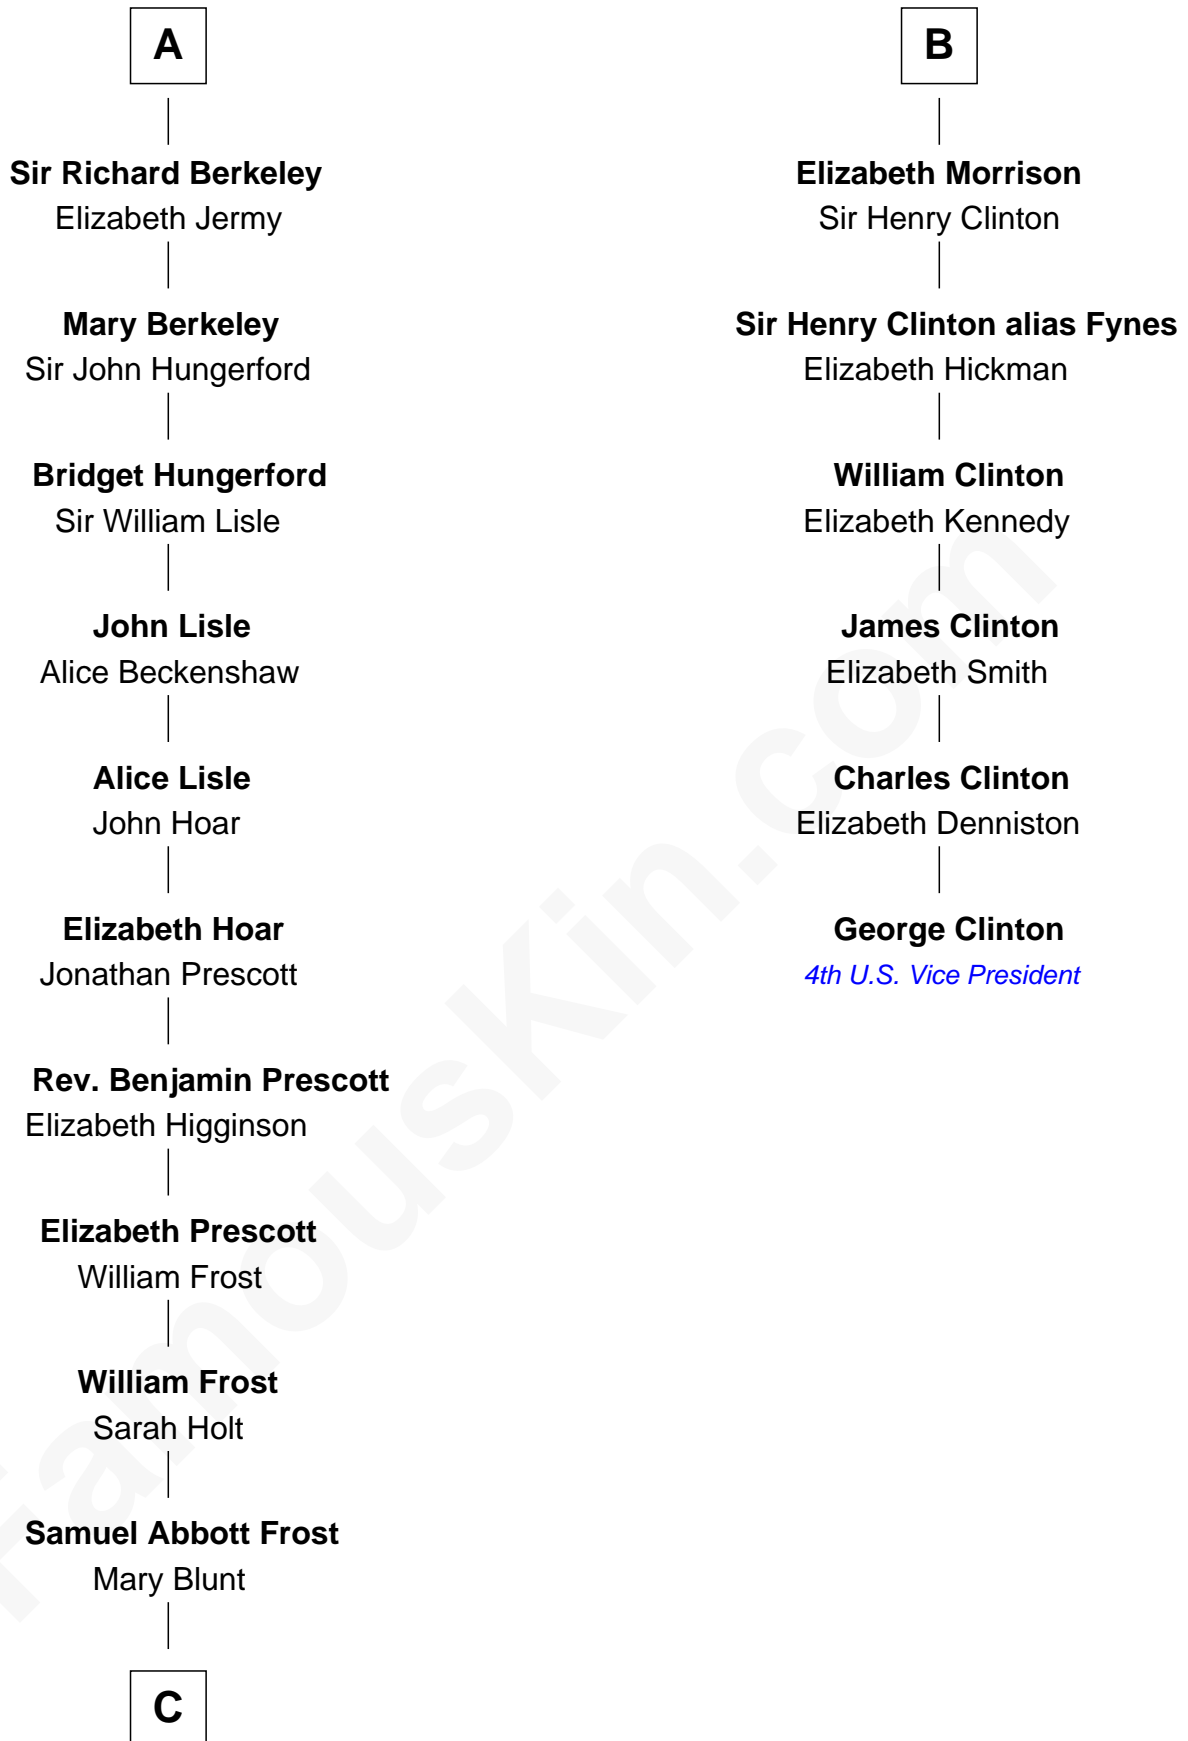 A
Sir Richard Berkeley
Elizabeth Jermy
Mary Berkeley
Sir John Hungerford
Bridget Hungerford
Sir William Lisle
John Lisle
Alice Beckenshaw
Alice Lisle
John Hoar
Elizabeth Hoar
Jonathan Prescott
Rev. Benjamin Prescott
Elizabeth Higginson
Elizabeth Prescott
William Frost
William Frost
Sarah Holt
Samuel Abbott Frost
Mary Blunt
C
B
Elizabeth Morrison
Sir Henry Clinton
Sir Henry Clinton alias Fynes
Elizabeth Hickman
William Clinton
Elizabeth Kennedy
James Clinton
Elizabeth Smith
Charles Clinton
Elizabeth Denniston
George Clinton
4th U.S. Vice President
FamousKin.com